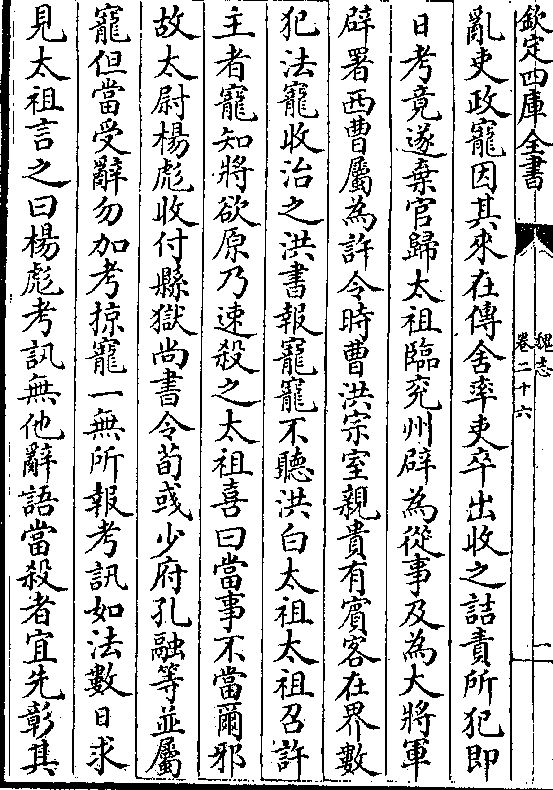 欽定四庫全書
魏志
卷二十六
二
亂吏政寵因其來在傳舍率吏卒出收之詰責所犯即
日考竟遂棄官歸太祖臨兖州辟為從事及為大將軍
辟署西曹屬為許令時曹洪宗室親貴有賓客在界數
犯法寵收治之洪書報寵寵不聽洪白太祖太祖召許
主者寵知將欲原乃速殺之太祖喜曰當事不當爾邪
故太尉楊彪收付縣獄尚書令荀彧少府孔融等並屬
寵但當受辭勿加考掠寵一無所報考訊如法數日求
見太祖言之曰楊彪考訊無他辭語當殺者宜先彰其